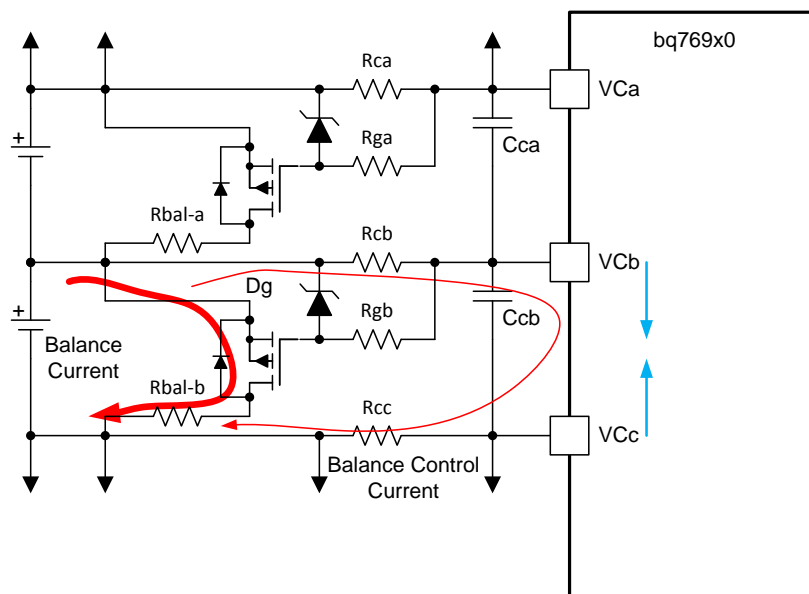 bq769x0
Rca
VCa
Cca
Rga
Rbal-a
Rcb
VCb
Dg
Ccb
+
+
Rgb
Balance
Current
Rbal-b
Rcc
VCc
Balance Control
Current